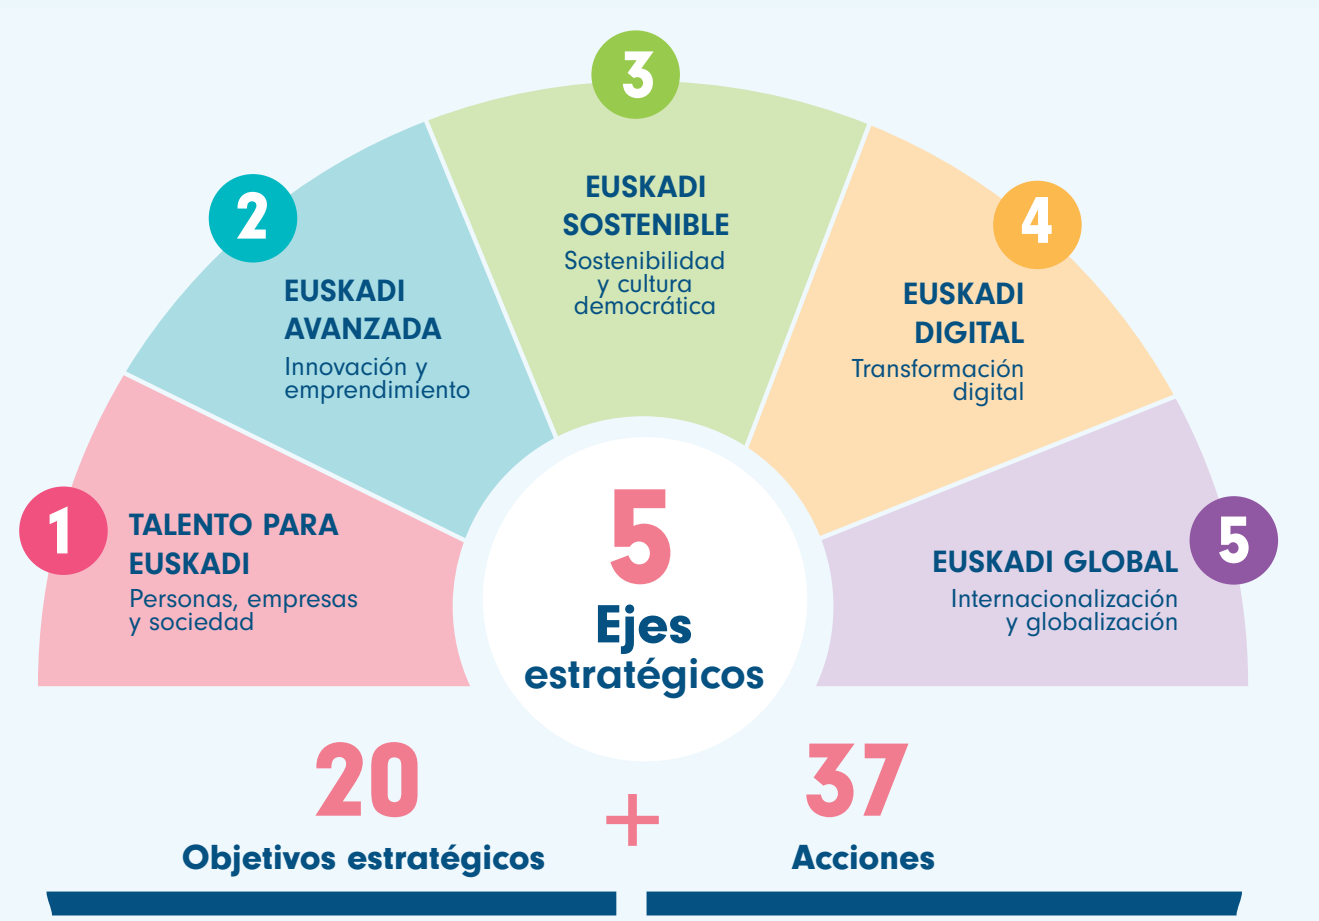 1
TALENTO PARA
EUSKADI
Personas, empresas
y sociedad
2
EUSKADI
AVANZADA
Innovación y
emprendimiento
3
EUSKADI
SOSTENIBLE
Sostenibilidad
y cultura
democrática
4
EUSKADI
DIGITAL
Transformación
digital
5
EUSKADI GLOBAL
Internacionalización
y globalización
5
Ejes
estratégicos
20
Objetivos estratégicos
+
37
Acciones